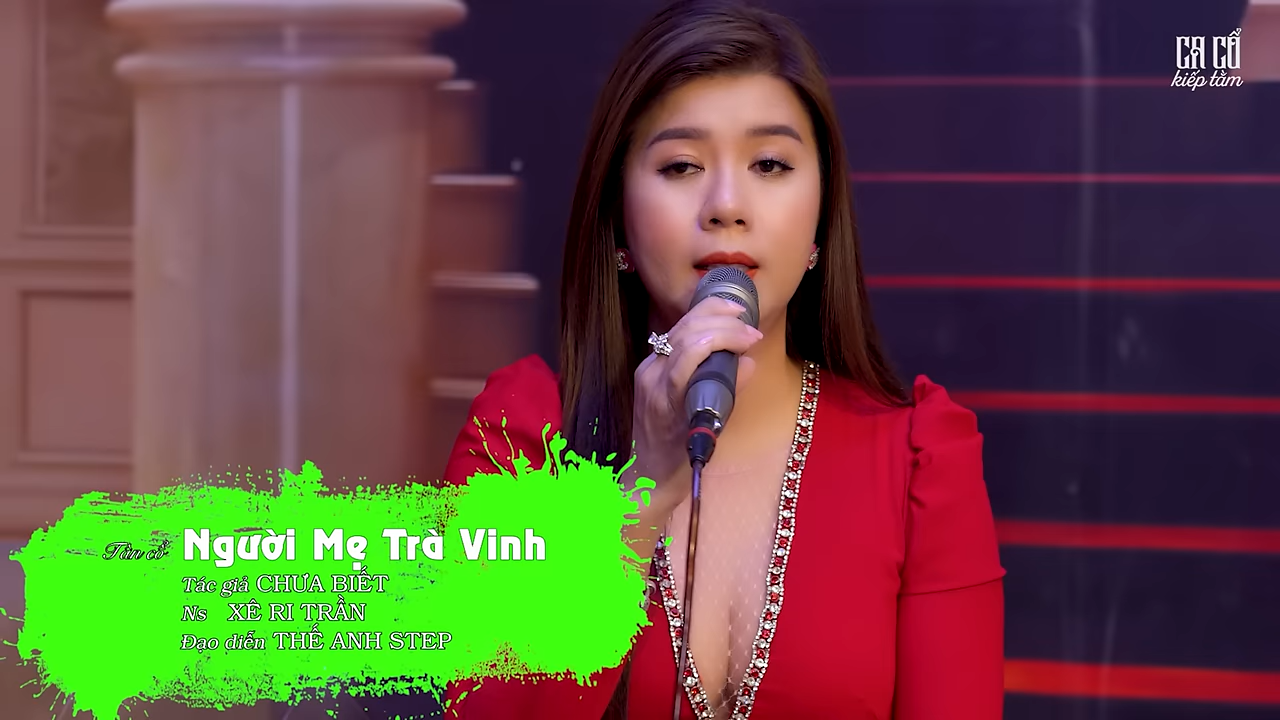 CA CỔ
kiếp tằm
Tân cổ Người Mẹ Trà Vinh
Tác giả CHƯA BIẾT
Ns XÊ RI TRẦN
Đạo diễn THẾ ANH STEP